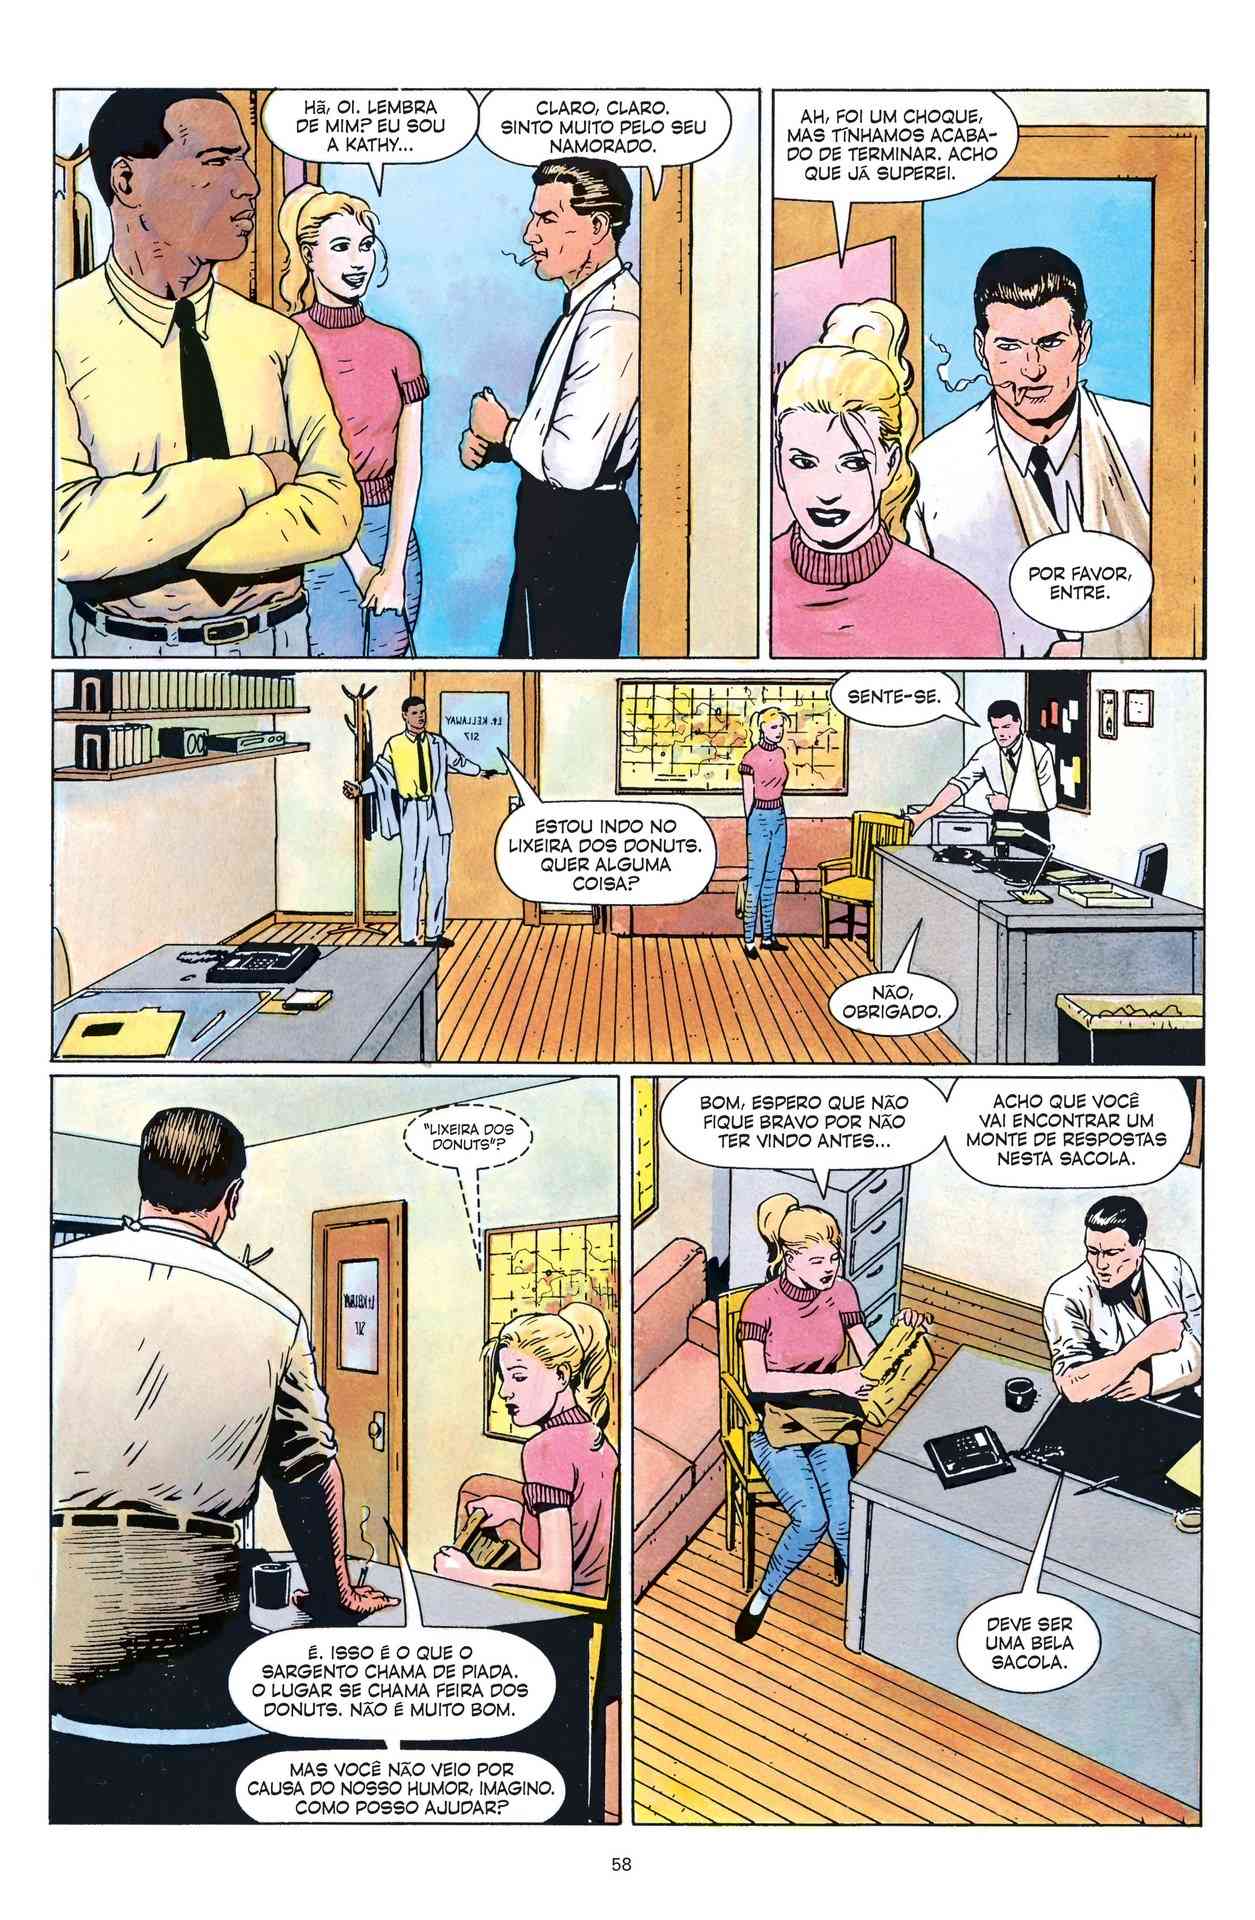 HÃ, OI. LEMBRA
DE MIM? EU SOU
A KATHY...
CLARO, CLARO.
SINTO MUITO PELO SEU
NAMORADO.
AH, FOI UM CHOQUE,
MAS TÍNHAMOS ACABA-
DO DE TERMINAR. ACHO
QUE JÁ SUPEREI.
POR FAVOR,
ENTRE.
Lt. KELLAWAY
517
ESTOU INDO NO
LIXEIRA DOS DONUTS.
QUER ALGUMA
COISA?
SENTE-SE.
NÃO,
OBRIGADO.
"LIXEIRA DOS
DONUTS"?
É. ISSO É O QUE O
SARGENTO CHAMA DE PIADA.
O LUGAR SE CHAMA FEIRA DOS
DONUTS. NÃO É MUITO BOM.
MAS VOCÊ NÃO VEIO POR
CAUSA DO NOSSO HUMOR, IMAGINO.
COMO POSSO AJUDAR?
BOM, ESPERO QUE NÃO
FIQUE BRAVO POR NÃO
TER VINDO ANTES...
ACHO QUE VOCÊ
VAI ENCONTRAR UM
MONTE DE RESPOSTAS
NESTA SACOLA.
DEVE SER
UMA BELA
SACOLA.
58